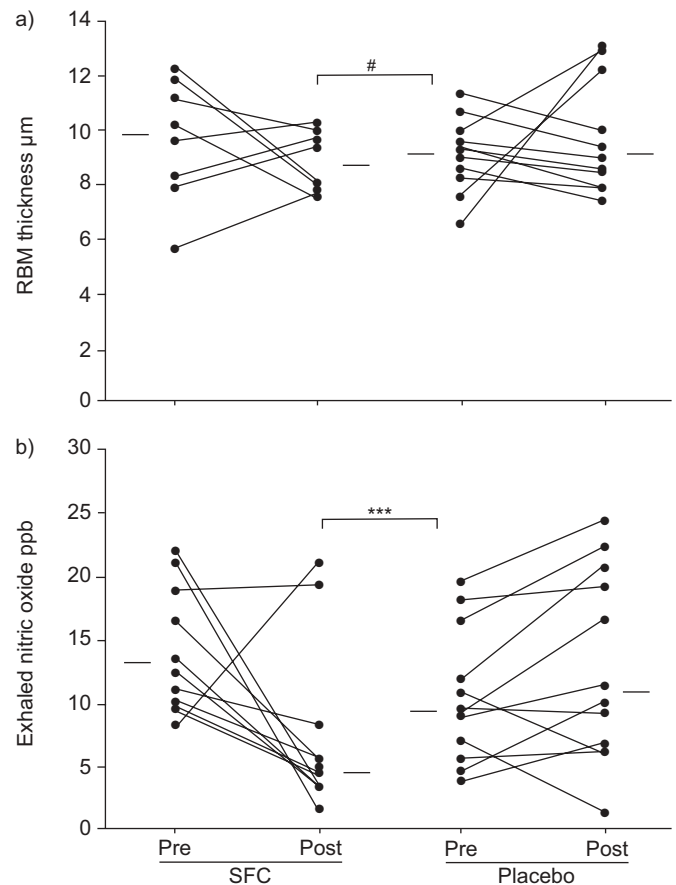 a)
14
12
10
8
6
4
2
0
RBM thickness µm
#
b)
30
25
20
15
10
5
0
Exhaled nitric oxide ppb
***
Pre Post Pre Post
SFC Placebo